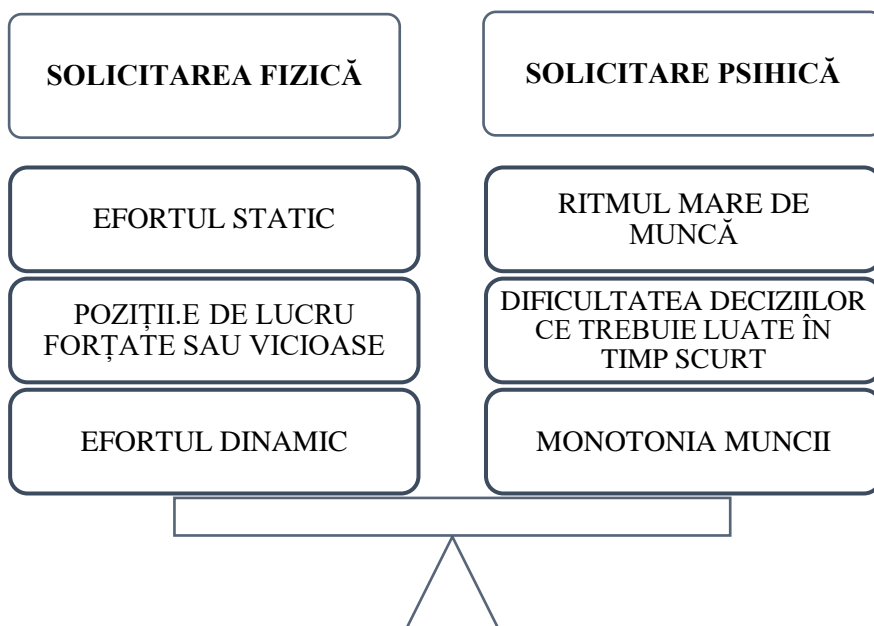 SOLICITAREA FIZICĂ
EFORTUL STATIC
POZIȚII.E DE LUCRU
FORȚATE SAU VICIOASE
EFORTUL DINAMIC
SOLICITARE PSIHICĂ
RITMUL MARE DE
MUNCĂ
DIFICULTATEA DECIZIILOR
CE TREBUIE LUATE ÎN
TIMP SCURT
MONOTONIA MUNCII